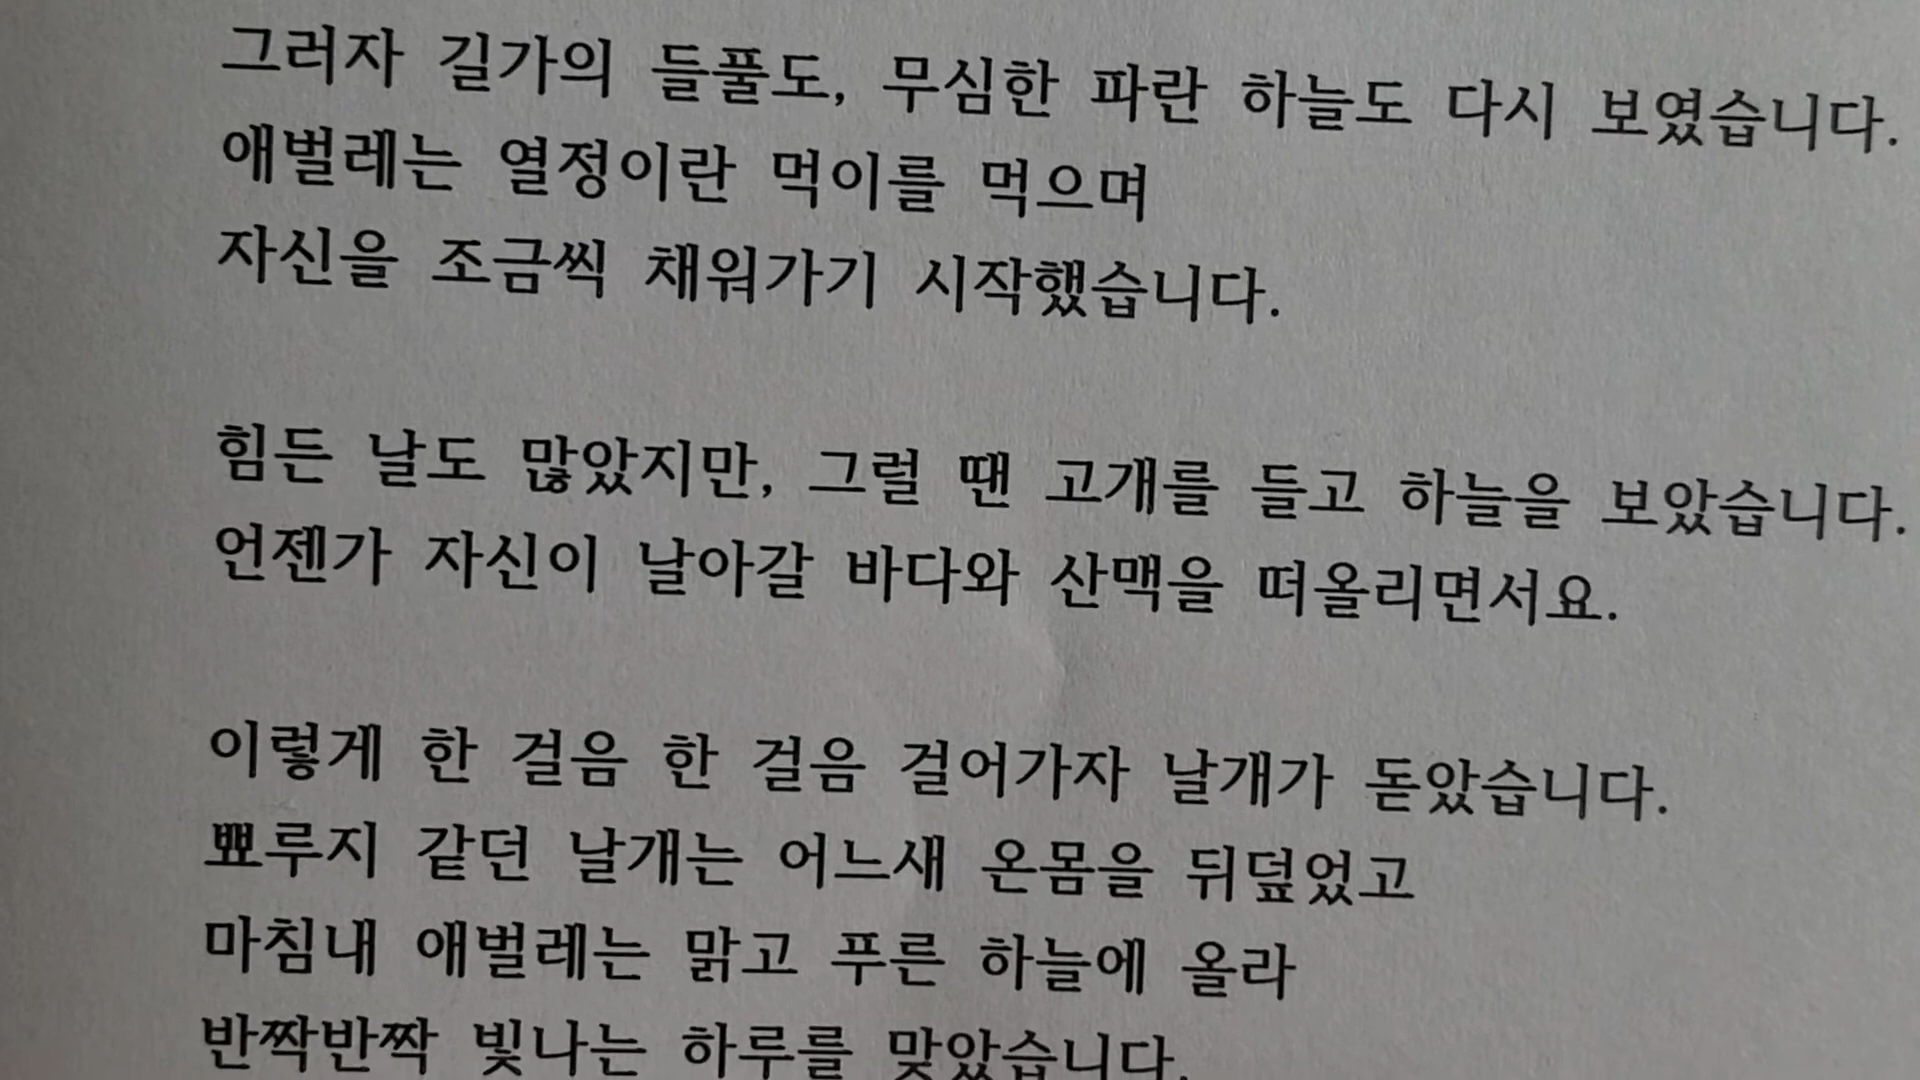 그러자 길가의 들풀도, 무심한 파란 하늘도 다시 보였습니다.
애벌레는 열정이란 먹이를 먹으며
자신을 조금씩 채워가기 시작했습니다.
힘든 날도 많았지만, 그럴 땐 고개를 들고 하늘을 보았습니다.
언젠가 자신이 날아갈 바다와 산맥을 떠올리면서요.
이렇게 한 걸음 한 걸음 걸어가자 날개가 돋았습니다.
뾰루지 같던 날개는 어느새 온몸을 뒤덮었고
마침내 애벌레는 맑고 푸른 하늘에 올라
반짝반짝 빛나는 하루를 맞았습니다.